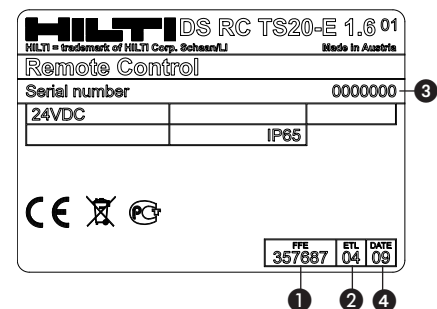 HILTI DS RC TS20-E 1.6 01
HILTI = trademark of HILTI Corp. Schaan/LI Made in Austria
Remote Control
Serial number 0000000 3
24VDC
IP65
CE PCT
FFE ETL DATE
357687 04 09
1 2 4